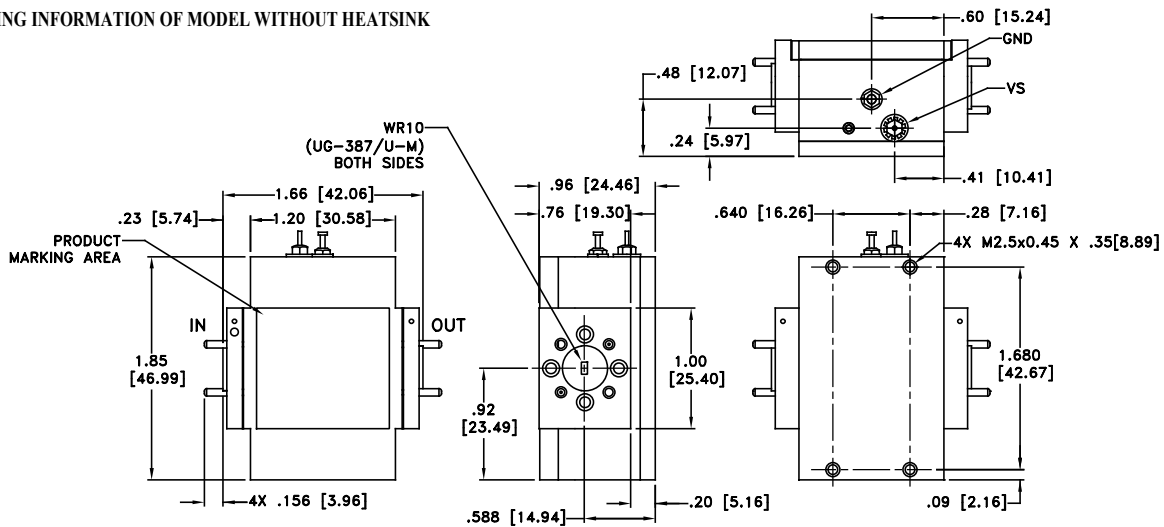 ING INFORMATION OF MODEL WITHOUT HEATSINK
.60 [15.24]
GND
.48 [12.07]
VS
.24 [5.97]
.41 [10.41]
WR10
(UG-387/U-M)
BOTH SIDES
1.66 [42.06]
.23 [5.74]
1.20 [30.58]
PRODUCT
MARKING AREA
IN
OUT
1.85
[46.99]
4X .156 [3.96]
.96 [24.46]
.76 [19.30]
1.00
[25.40]
.92
[23.49]
.20 [5.16]
.588 [14.94]
.640 [16.26]
.28 [7.16]
4X M2.5x0.45 X .35[8.89]
1.680
[42.67]
.09 [2.16]